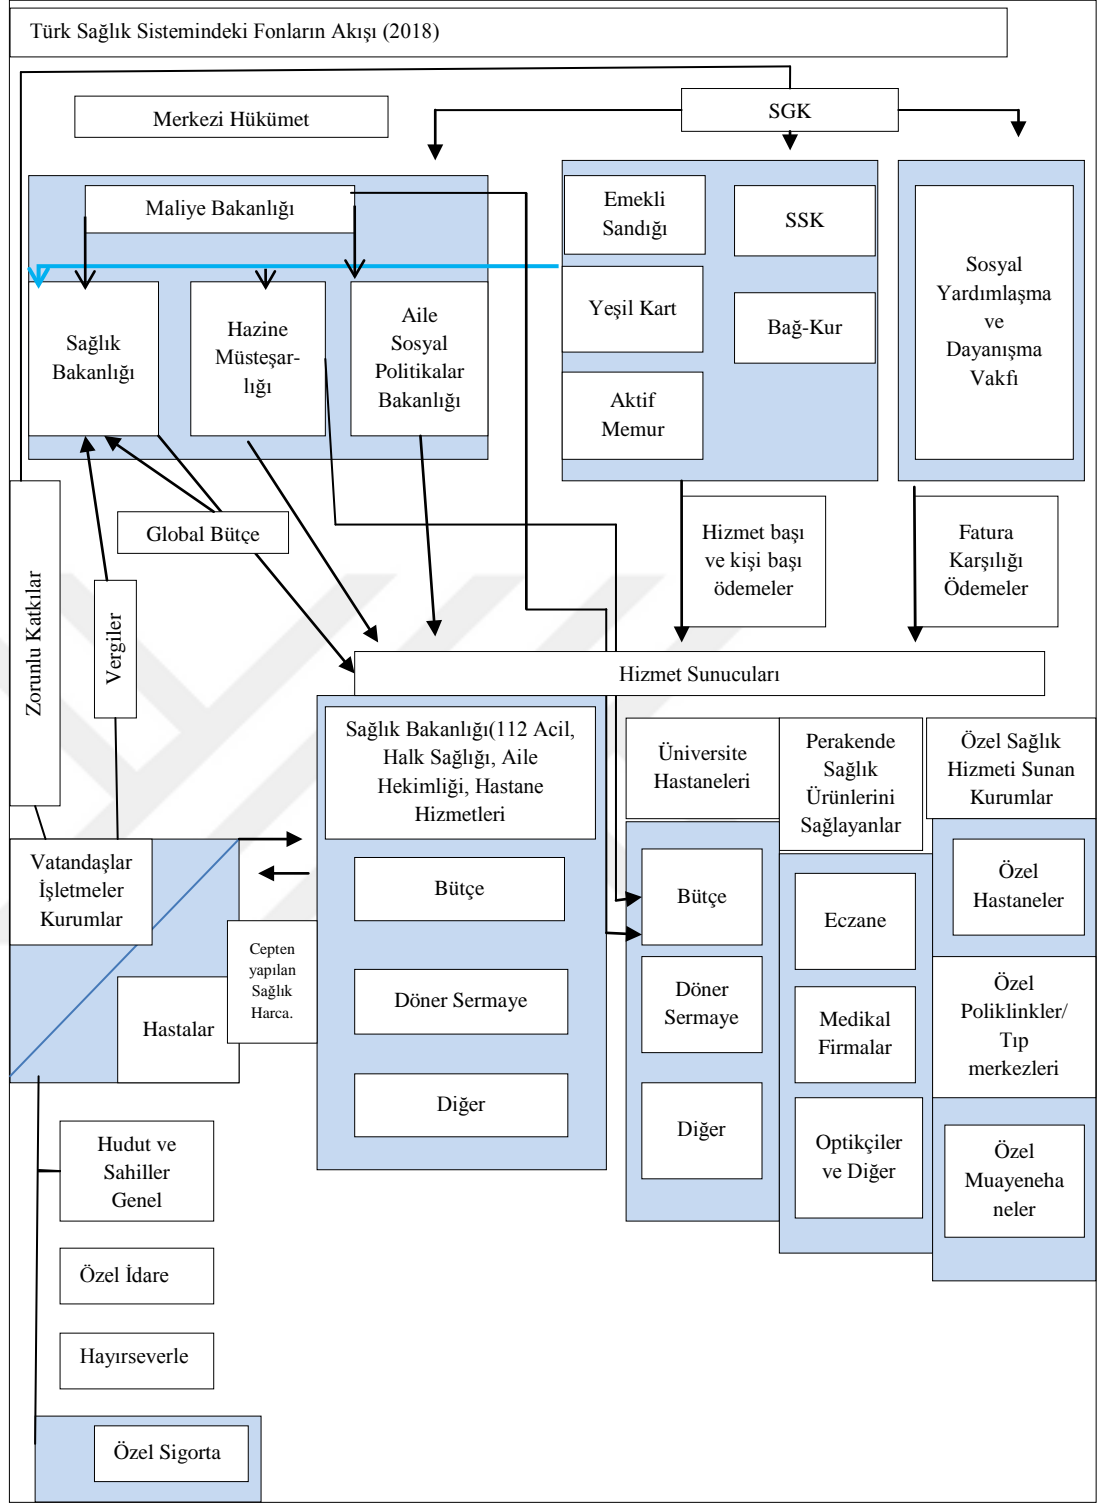 Türk Sağlık Sistemindeki Fonların Akışı (2018)
Merkezi Hükümet
SGK
Maliye Bakanlığı
Emekli
Sandığı
SSK
Sosyal
Yardımlaşma
ve
Dayanışma
Vakfı
Yeşil Kart
Bağ-Kur
Aktif
Memur
Sağlık
Bakanlığı
Hazine
Müsteşar-
lığı
Aile
Sosyal
Politikalar
Bakanlığı
Global Bütçe
Hizmet başı
ve kişi başı
ödemeler
Fatura
Karşılığı
Ödemeler
Zorunlu Katkılar
Vergiler
Hizmet Sunucuları
Sağlık Bakanlığı(112 Acil,
Halk Sağlığı, Aile
Hekimliği, Hastane
Hizmetleri
Üniversite
Hastaneleri
Perakende
Sağlık
Ürünlerini
Sağlayanlar
Özel Sağlık
Hizmeti Sunan
Kurumlar
Vatandaşlar
İşletmeler
Kurumlar
Bütçe
Bütçe
Eczane
Özel
Hastaneler
Cepten
yapılan
Sağlık
Harca.
Hastalar
Döner Sermaye
Döner
Sermaye
Medikal
Firmalar
Özel
Poliklinkler/
Tıp
merkezleri
Diğer
Diğer
Optikçiler
ve Diğer
Özel
Muayeneha
neler
Hudut ve
Sahiller
Genel
Özel İdare
Hayırseverle
Özel Sigorta